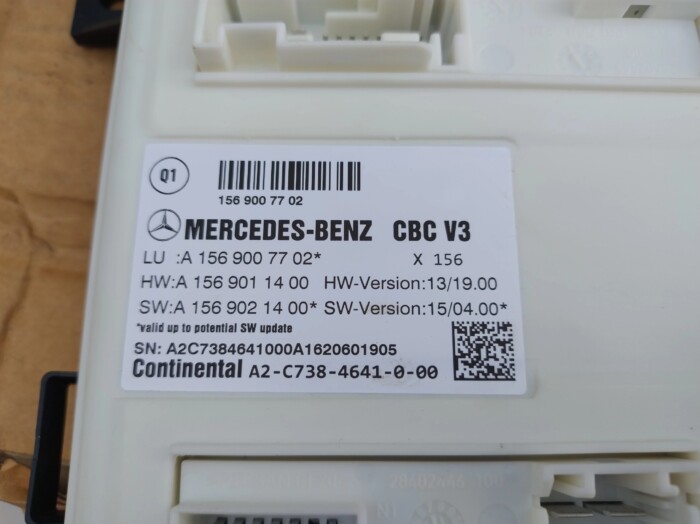 Q1
156 900 77 02
MERCEDES-BENZ CBC V3
LU :A 156 900 77 02* X 156
HW:A 156 901 14 00 HW-Version:13/19.00
SW:A 156 902 14 00* SW-Version:15/04.00*
*valid up to potential SW update
SN: A2C7384641000A1620601905
Continental A2-C738-4641-0-00